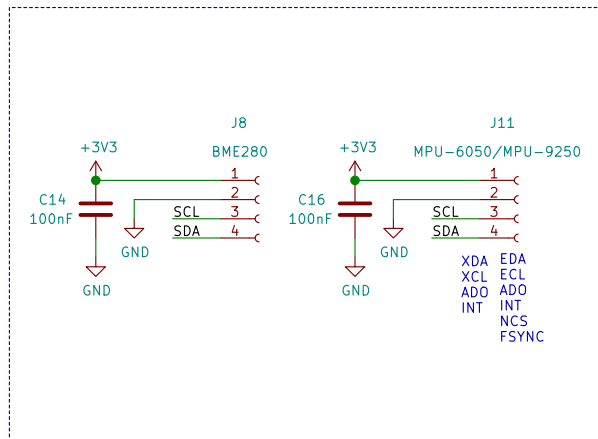 J8
BME280
+3V3
1
2
3
4
SCL
SDA
C14
100nF
GND
GND
J11
MPU-6050/MPU-9250
+3V3
1
2
3
4
SCL
SDA
C16
100nF
GND
GND
XDA
XCL
ADO
INT
EDA
ECL
ADO
INT
NCS
FSYNC